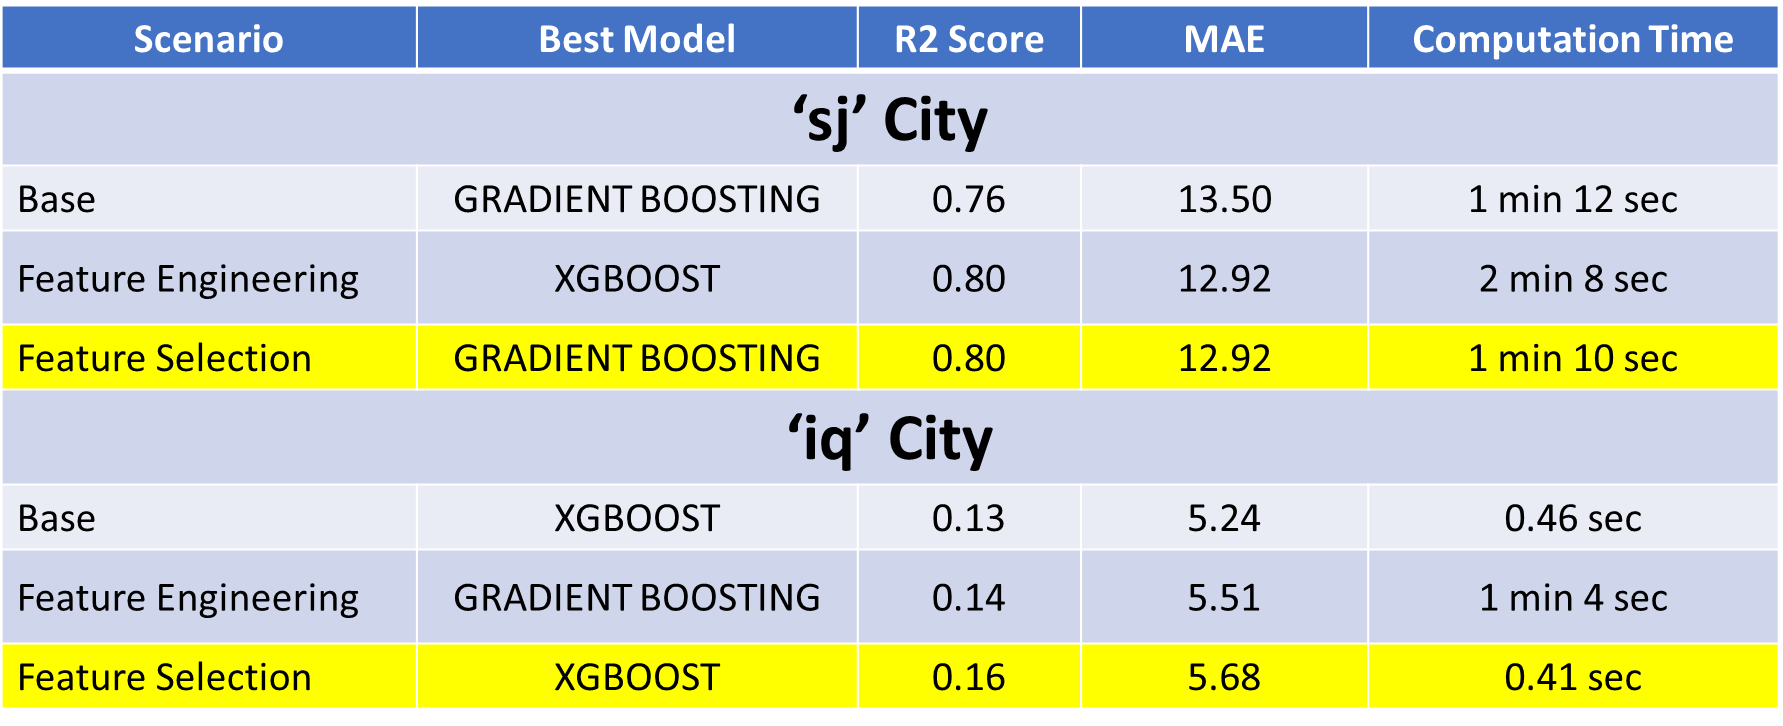 Scenario Best Model R2 Score MAE Computation Time
‘sj’ City
Base GRADIENT BOOSTING 0.76 13.50 1 min 12 sec
Feature Engineering XGBOOST 0.80 12.92 2 min 8 sec
Feature Selection GRADIENT BOOSTING 0.80 12.92 1 min 10 sec
‘iq’ City
Base XGBOOST 0.13 5.24 0.46 sec
Feature Engineering GRADIENT BOOSTING 0.14 5.51 1 min 4 sec
Feature Selection XGBOOST 0.16 5.68 0.41 sec